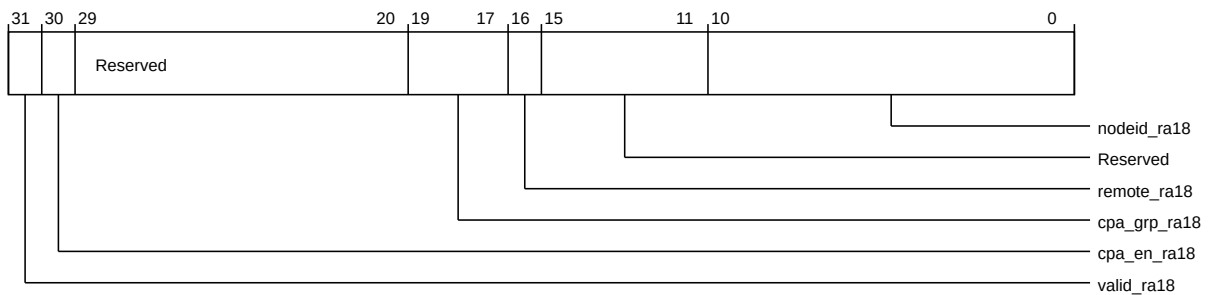 31 30 29 20 19 17 16 15 11 10 0
Reserved
nodeid_ra18
Reserved
remote_ra18
cpa_grp_ra18
cpa_en_ra18
valid_ra18